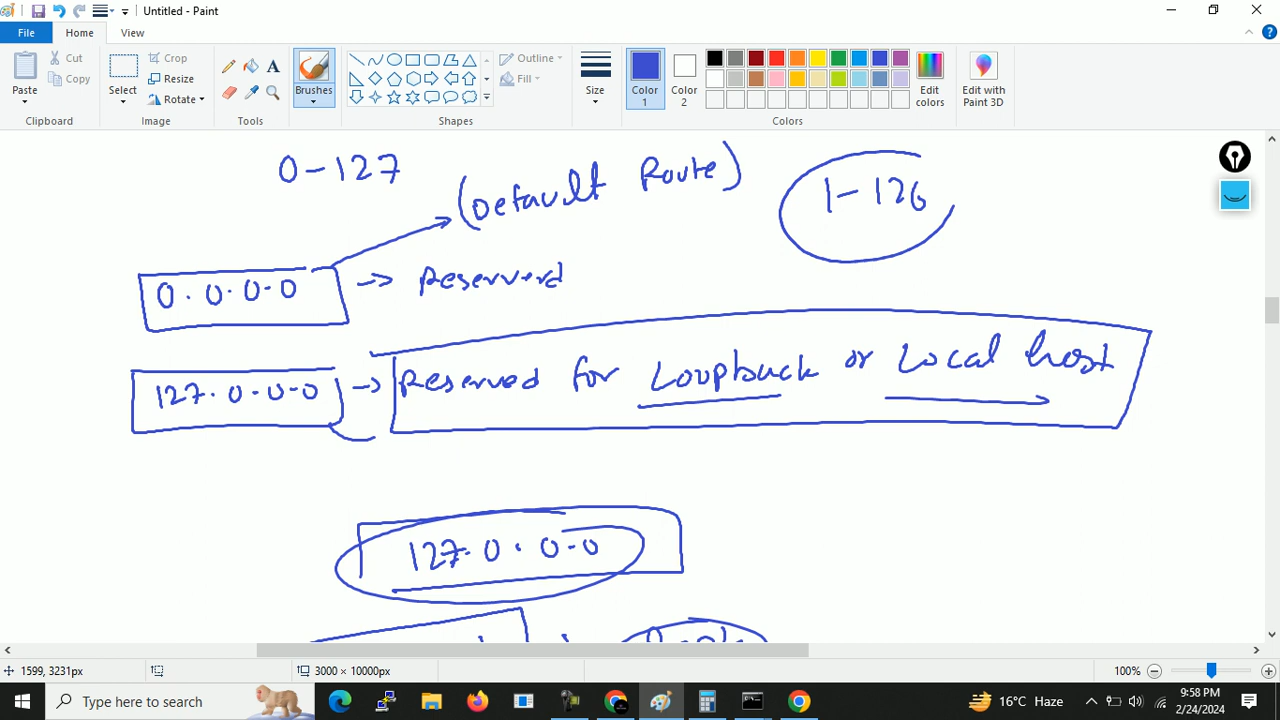 Untitled - Paint
File Home View
Paste
Cut
Copy
Clipboard
Select
Crop
Resize
Rotate
Image
Tools
Brushes
Shapes
Outline
Fill
Size
Color 1
Color 2
Edit colors
Edit with Paint 3D
Colors
0-127
(Default Route)
1-126
0.0.0.0 → Reserverd
127.0.0.0 → Reserved for Loopback or Local host
127.0.0.0
1599, 3231px
3000 × 10000px
100%
Type here to search
16°C Haze
9:58 PM
2/24/2024